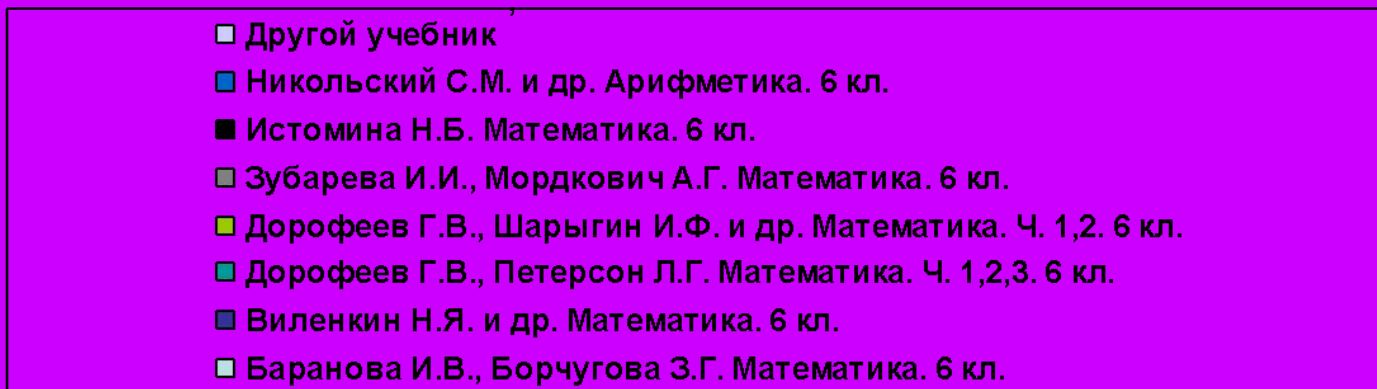 Другой учебник
Никольский С.М. и др. Арифметика. 6 кл.
Истомина Н.Б. Математика. 6 кл.
Зубарева И.И., Мордкович А.Г. Математика. 6 кл.
Дорофеев Г.В., Шарыгин И.Ф. и др. Математика. Ч. 1,2. 6 кл.
Дорофеев Г.В., Петерсон Л.Г. Математика. Ч. 1,2,3. 6 кл.
Виленкин Н.Я. и др. Математика. 6 кл.
Баранова И.В., Борчугова З.Г. Математика. 6 кл.